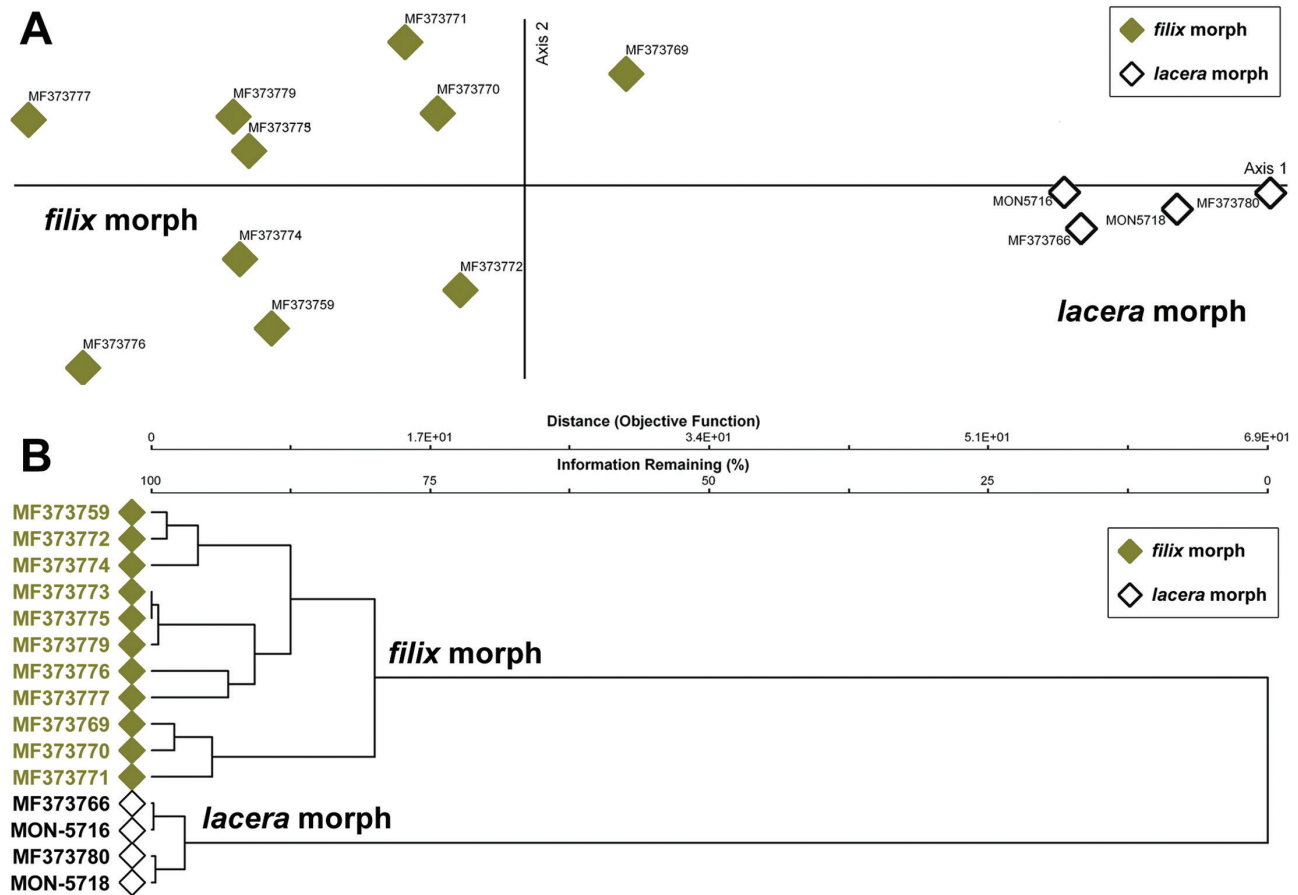 A
MF373771
Axis 2
MF373769
filix morph
lacera morph
MF373777
MF373779
MF373770
MF373775
Axis 1
MON5716
MF373780
MON5718
MF373766
filix morph
MF373774
MF373772
lacera morph
MF373759
MF373776
B
Distance (Objective Function)
0 1.7E+01 3.4E+01 5.1E+01 6.9E+01
Information Remaining (%)
100 75 50 25 0
MF373759
MF373772
MF373774
MF373773
MF373775
MF373779
MF373776
MF373777
MF373769
MF373770
MF373771
MF373766
MON-5716
MF373780
MON-5718
filix morph
lacera morph
filix morph
lacera morph